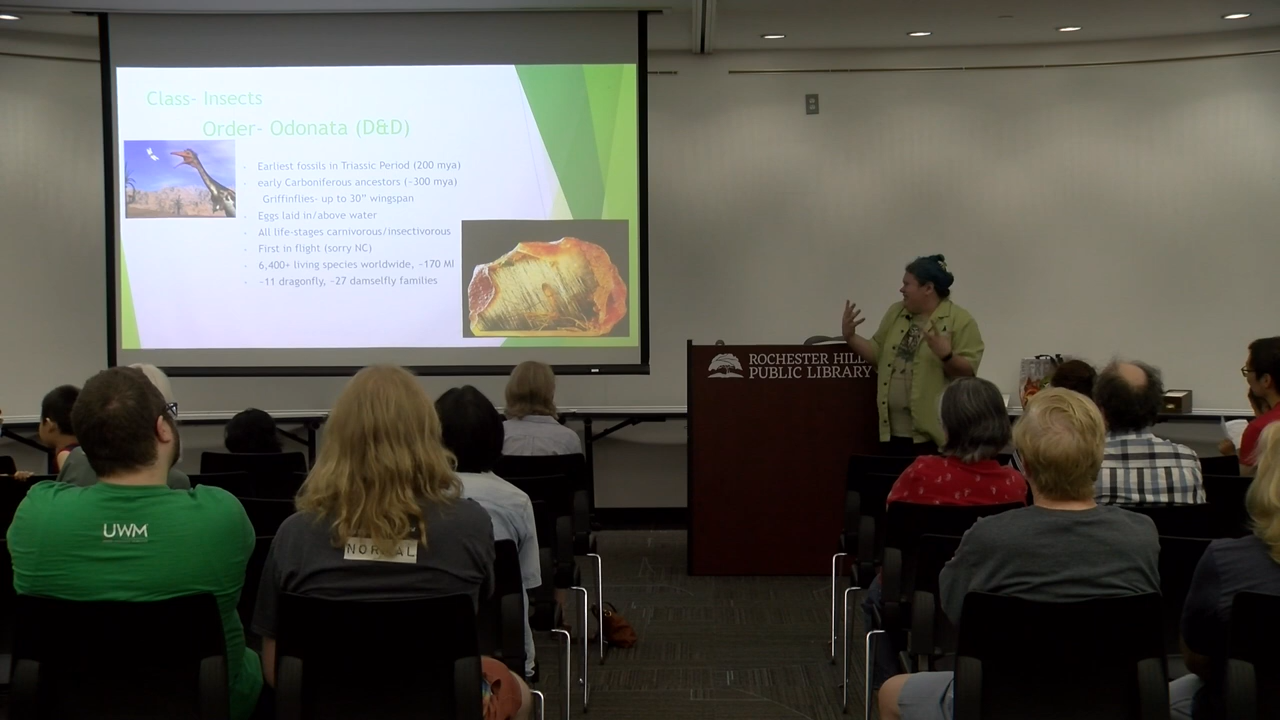 Class- Insects
Order- Odonata (D&D)
- Earliest fossils in Triassic Period (200 mya)
- early Carboniferous ancestors (~300 mya)
Griffinflies- up to 30" wingspan
- Eggs laid in/above water
- All life-stages carnivorous/insectivorous
- First in flight (sorry NC)
- 6,400+ living species worldwide, ~170 MI
- ~11 dragonfly, ~27 damselfly families
ROCHESTER HILL
PUBLIC LIBRARY
UWM
NORMAL